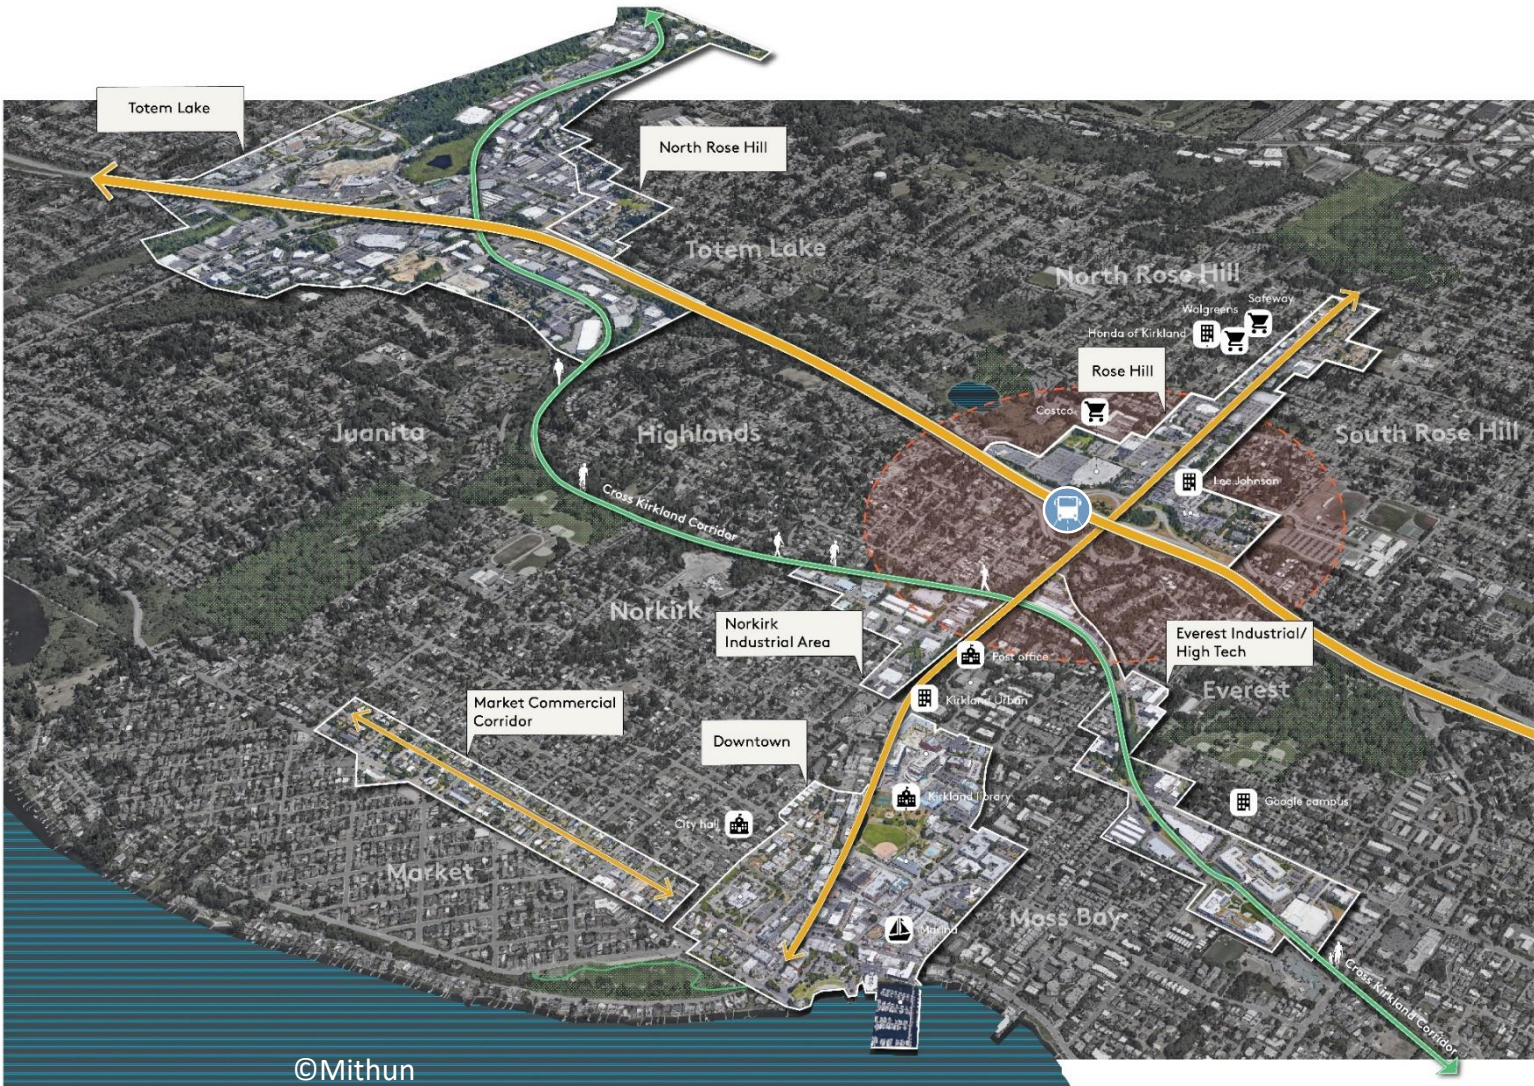 Totem Lake
North Rose Hill
Totem Lake
North Rose Hill
Safeway
Walgreens
Honda of Kirkland
Rose Hill
Costco
Juanita
Highlands
South Rose Hill
Lee Johnson
Cross Kirkland Corridor
Norkirk
Norkirk
Industrial Area
Everest Industrial/
High Tech
Post office
Everest
Market Commercial
Corridor
Kirkland Urban
Downtown
Kirkland library
Google campus
City hall
Market
Moss Bay
Marina
Cross Kirkland Corridor
©Mithun